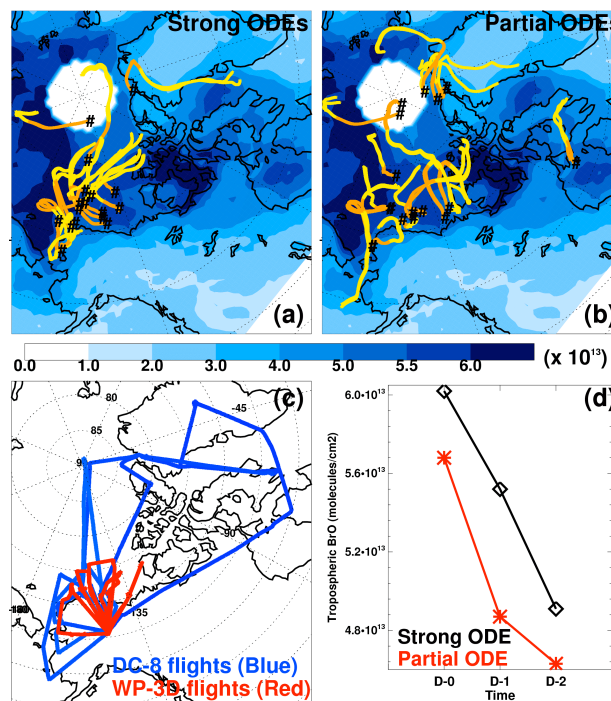 Strong ODEs
Partial ODEs
(a)
(b)
0.0 1.0 2.0 3.0 4.0 5.0 5.5 6.0 (x 10¹³)
(c)
80
85
-45
-90
-135
DC-8 flights (Blue)
WP-3D flights (Red)
(d)
Tropospheric BrO (molecules/cm2)
6.0•10¹³
5.6•10¹³
5.2•10¹³
4.8•10¹³
Strong ODE
Partial ODE
D-0 D-1 D-2
Time